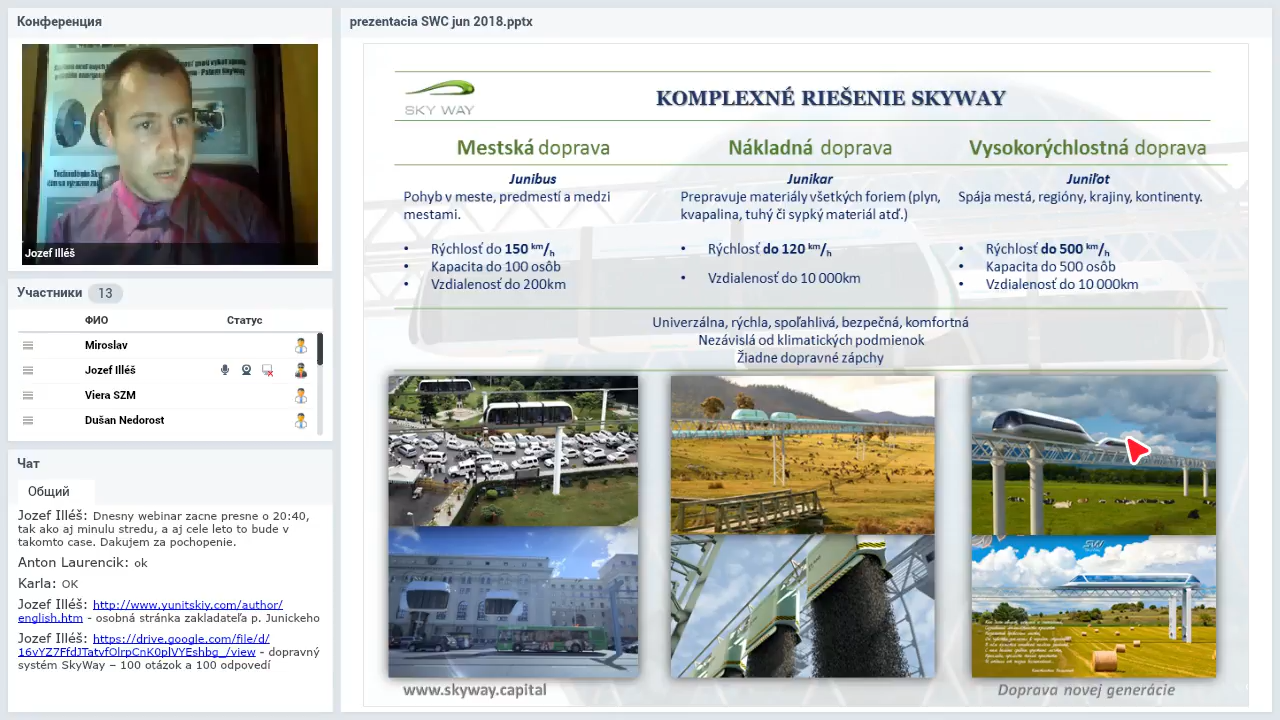 Конференция
Jozef Illéš
Участники 13
ФИО Статус
Miroslav
Jozef Illéš
Viera SZM
Dušan Nedorost
Чат
Общий
Jozef Illéš: Dnesny webinar zacne presne o 20:40,
tak ako aj minulu stredu, a aj cele leto to bude v
takomto case. Dakujem za pochopenie.
Anton Laurencik: ok
Karla: OK
Jozef Illéš: http://www.yunitskiy.com/author/
english.htm - osobná stránka zakladateľa p. Junickeho
Jozef Illéš: https://drive.google.com/file/d/
16vYZ7FfdJTatvfOlrpCnK0plVYEshbg_/view - dopravný
systém SkyWay – 100 otázok a 100 odpovedí
prezentacia SWC jun 2018.pptx
SKY WAY
KOMPLEXNÉ RIEŠENIE SKYWAY
Mestská doprava
Junibus
Pohyb v meste, predmestí a medzi
mestami.
• Rýchlosť do 150 km/h
• Kapacita do 100 osôb
• Vzdialenosť do 200km
Nákladná doprava
Junikar
Prepravuje materiály všetkých foriem (plyn,
kvapalina, tuhý či sypký materiál atď.)
• Rýchlosť do 120 km/h
• Vzdialenosť do 10 000km
Vysokorýchlostná doprava
Juniľot
Spája mestá, regióny, krajiny, kontinenty.
• Rýchlosť do 500 km/h
• Kapacita do 500 osôb
• Vzdialenosť do 10 000km
Univerzálna, rýchla, spoľahlivá, bezpečná, komfortná
Nezávislá od klimatických podmienok
Žiadne dopravné zápchy
www.skyway.capital
Doprava novej generácie